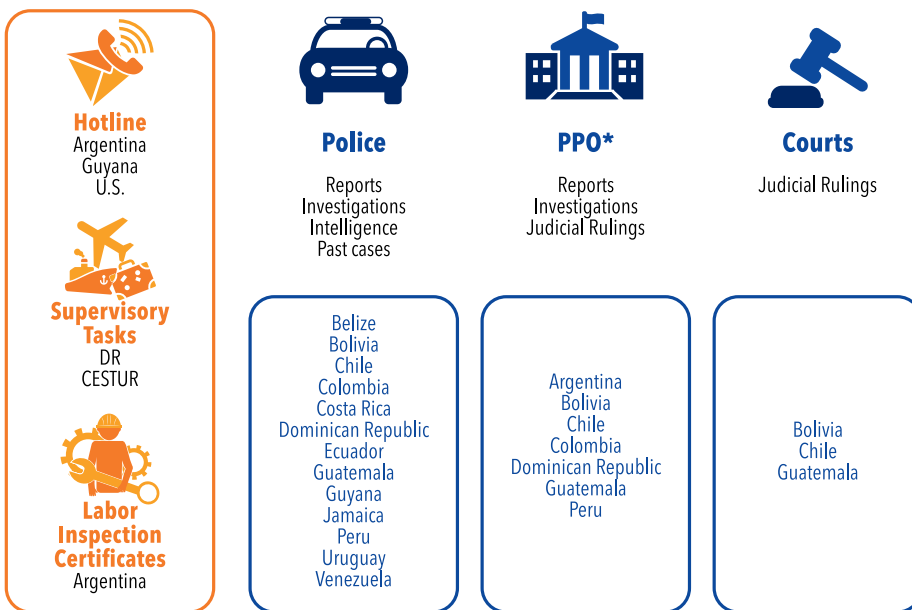 Hotline
Argentina
Guyana
U.S.
Supervisory
Tasks
DR
CESTUR
Labor
Inspection
Certificates
Argentina
Police
Reports
Investigations
Intelligence
Past cases
Belize
Bolivia
Chile
Colombia
Costa Rica
Dominican Republic
Ecuador
Guatemala
Guyana
Jamaica
Peru
Uruguay
Venezuela
PPO*
Reports
Investigations
Judicial Rulings
Argentina
Bolivia
Chile
Colombia
Dominican Republic
Guatemala
Peru
Courts
Judicial Rulings
Bolivia
Chile
Guatemala